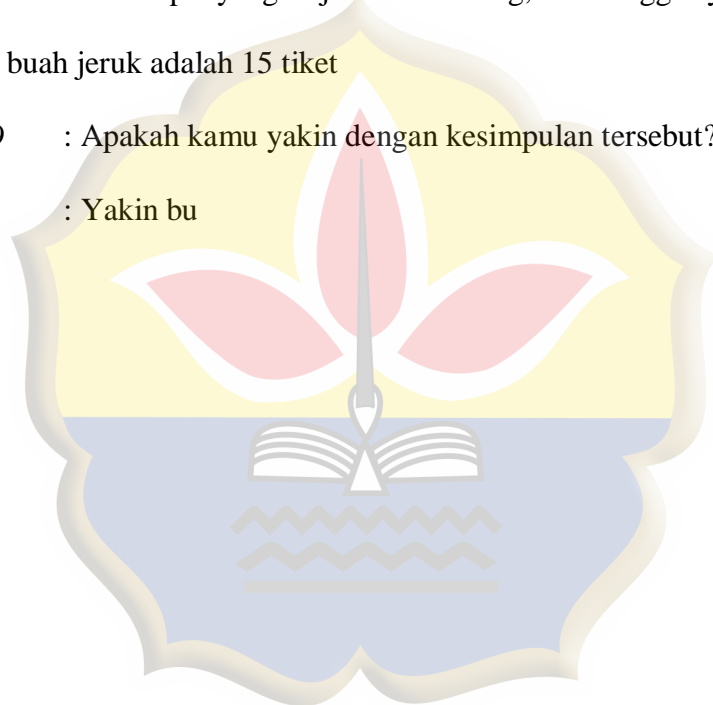 buah jeruk adalah 15 tiket
: Apakah kamu yakin dengan kesimpulan tersebut?
: Yakin bu